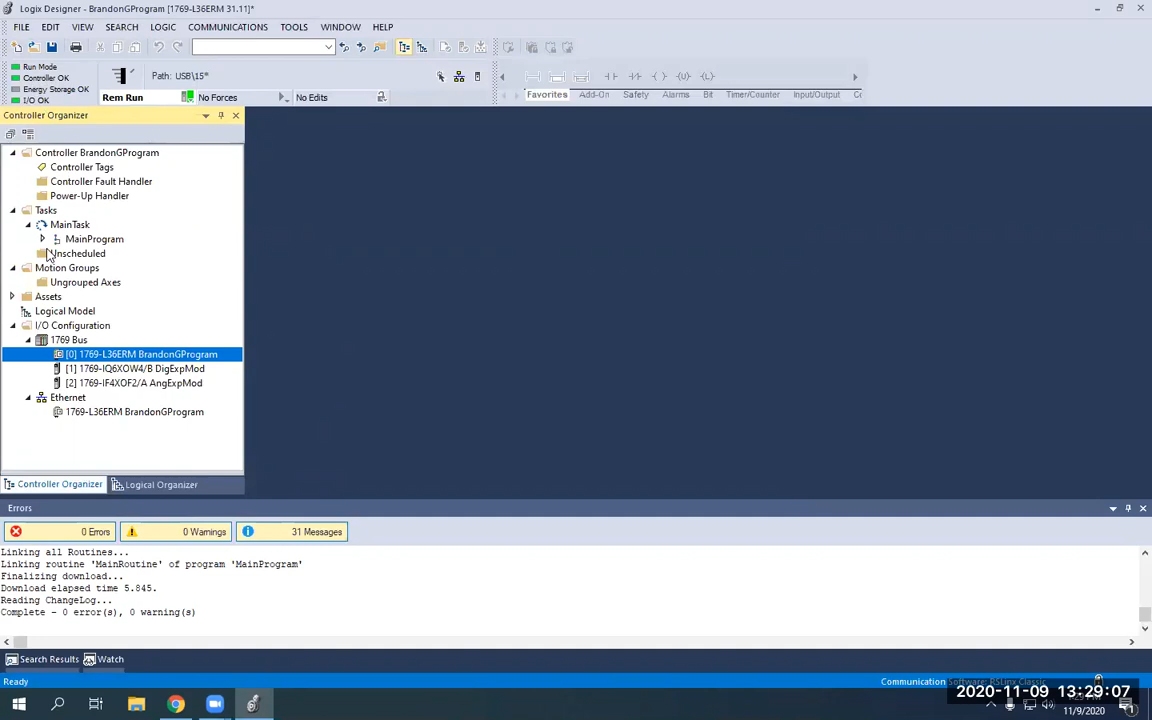 Logix Designer - BrandonGProgram [1769-L36ERM 31.11]*
FILE EDIT VIEW SEARCH LOGIC COMMUNICATIONS TOOLS WINDOW HELP
Run Mode
Controller OK
Energy Storage OK
I/O OK
Path: USB\15*
Rem Run
No Forces
No Edits
Favorites Add-On Safety Alarms Bit Timer/Counter Input/Output
Controller Organizer
Controller BrandonGProgram
Controller Tags
Controller Fault Handler
Power-Up Handler
Tasks
MainTask
MainProgram
Unscheduled
Motion Groups
Ungrouped Axes
Assets
Logical Model
I/O Configuration
1769 Bus
[0] 1769-L36ERM BrandonGProgram
[1] 1769-IQ6XOW4/B DigExpMod
[2] 1769-IF4XOF2/A AngExpMod
Ethernet
1769-L36ERM BrandonGProgram
Controller Organizer Logical Organizer
Errors
0 Errors 0 Warnings 31 Messages
Linking all Routines...
Linking routine 'MainRoutine' of program 'MainProgram'
Finalizing download...
Download elapsed time 5.845.
Reading ChangeLog...
Complete - 0 error(s), 0 warning(s)
Search Results Watch
Ready
Communication Software: RSLinx Classic
2020-11-09 13:29:07
11/9/2020